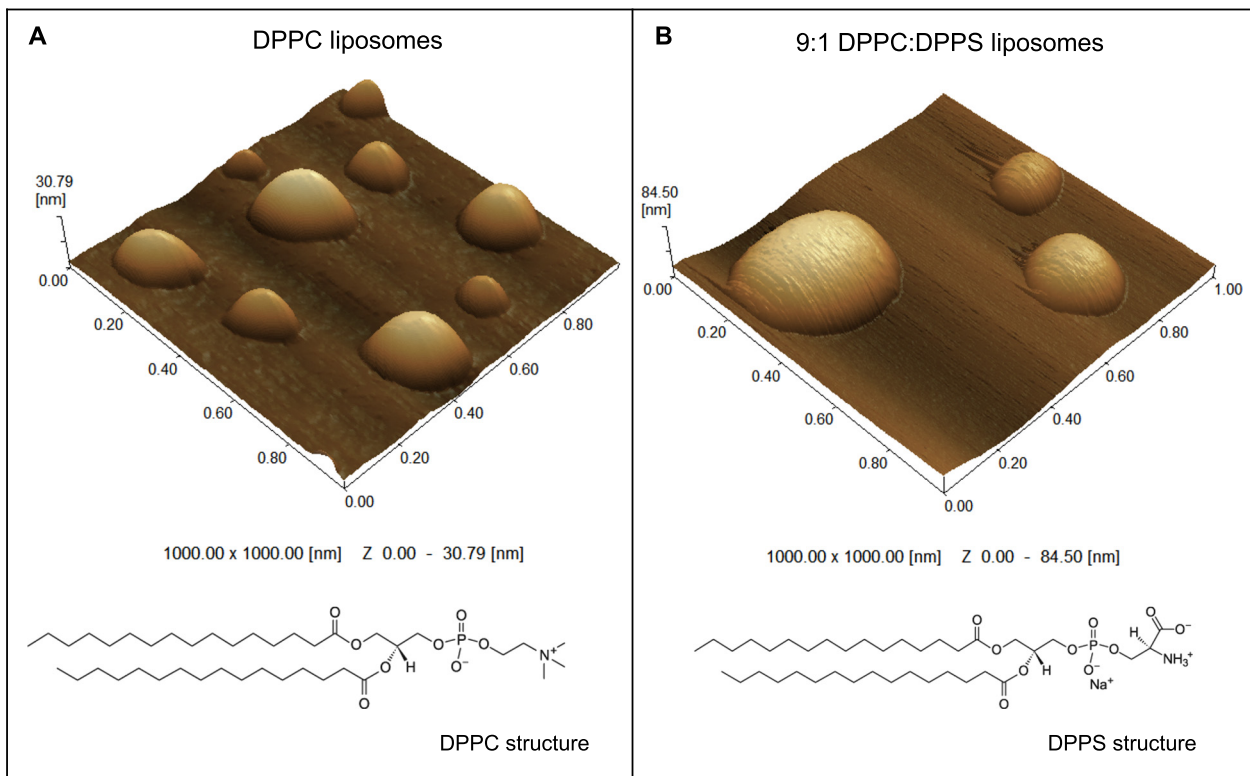 A
DPPC liposomes
30.79
[nm]
0.00
0.20
0.40
0.60
0.80
0.00
0.20
0.40
0.60
0.80
1000.00 x 1000.00 [nm] Z 0.00 - 30.79 [nm]
O
O
O
O
P
O
O⁻
N⁺
O
H
O
DPPC structure
B
9:1 DPPC:DPPS liposomes
84.50
[nm]
0.00
0.20
0.40
0.60
0.80
0.00
0.20
0.40
0.60
0.80
1.00
1000.00 x 1000.00 [nm] Z 0.00 - 84.50 [nm]
O
O
O
O
P
O
O⁻
Na⁺
H
O
O⁻
NH₃⁺
O
H
O
DPPS structure